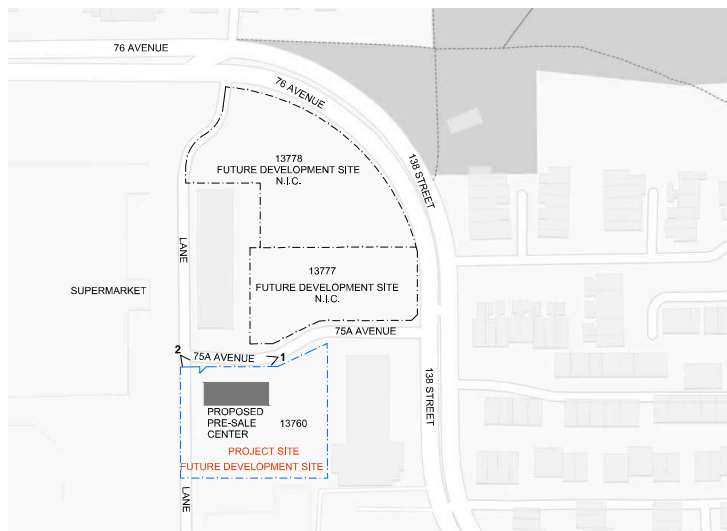 76 AVENUE
76 AVENUE
138 STREET
13778
FUTURE DEVELOPMENT SITE
N.I.C.
LANE
13777
FUTURE DEVELOPMENT SITE
N.I.C.
SUPERMARKET
75A AVENUE
2
75A AVENUE
1
138 STREET
PROPOSED
PRE-SALE
CENTER
13760
PROJECT SITE
FUTURE DEVELOPMENT SITE
LANE